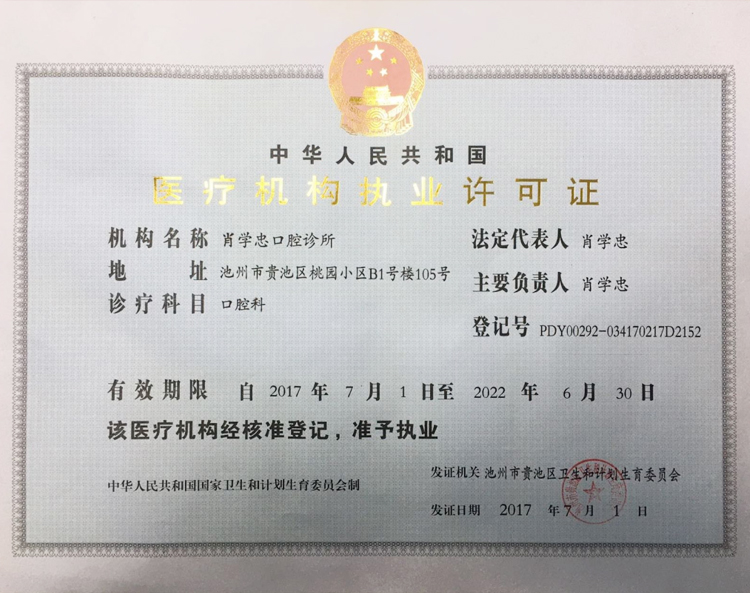 中华人民共和国
医疗机构执业许可证
机构名称 肖学忠口腔诊所
法定代表人 肖学忠
地 址 池州市贵池区桃园小区B1号楼105号
主要负责人 肖学忠
诊疗科目 口腔科
登记号 PDY00292-034170217D2152
有效期限 自 2017 年 7 月 1 日至 2022 年 6 月 30 日
该医疗机构经核准登记，准予执业
发证机关 池州市贵池区卫生和计划生育委员会
中华人民共和国国家卫生和计划生育委员会制
发证日期 2017 年 7 月 1 日